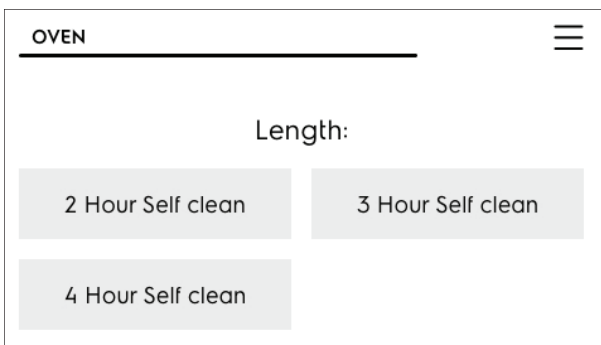 OVEN
Length:
2 Hour Self clean
3 Hour Self clean
4 Hour Self clean